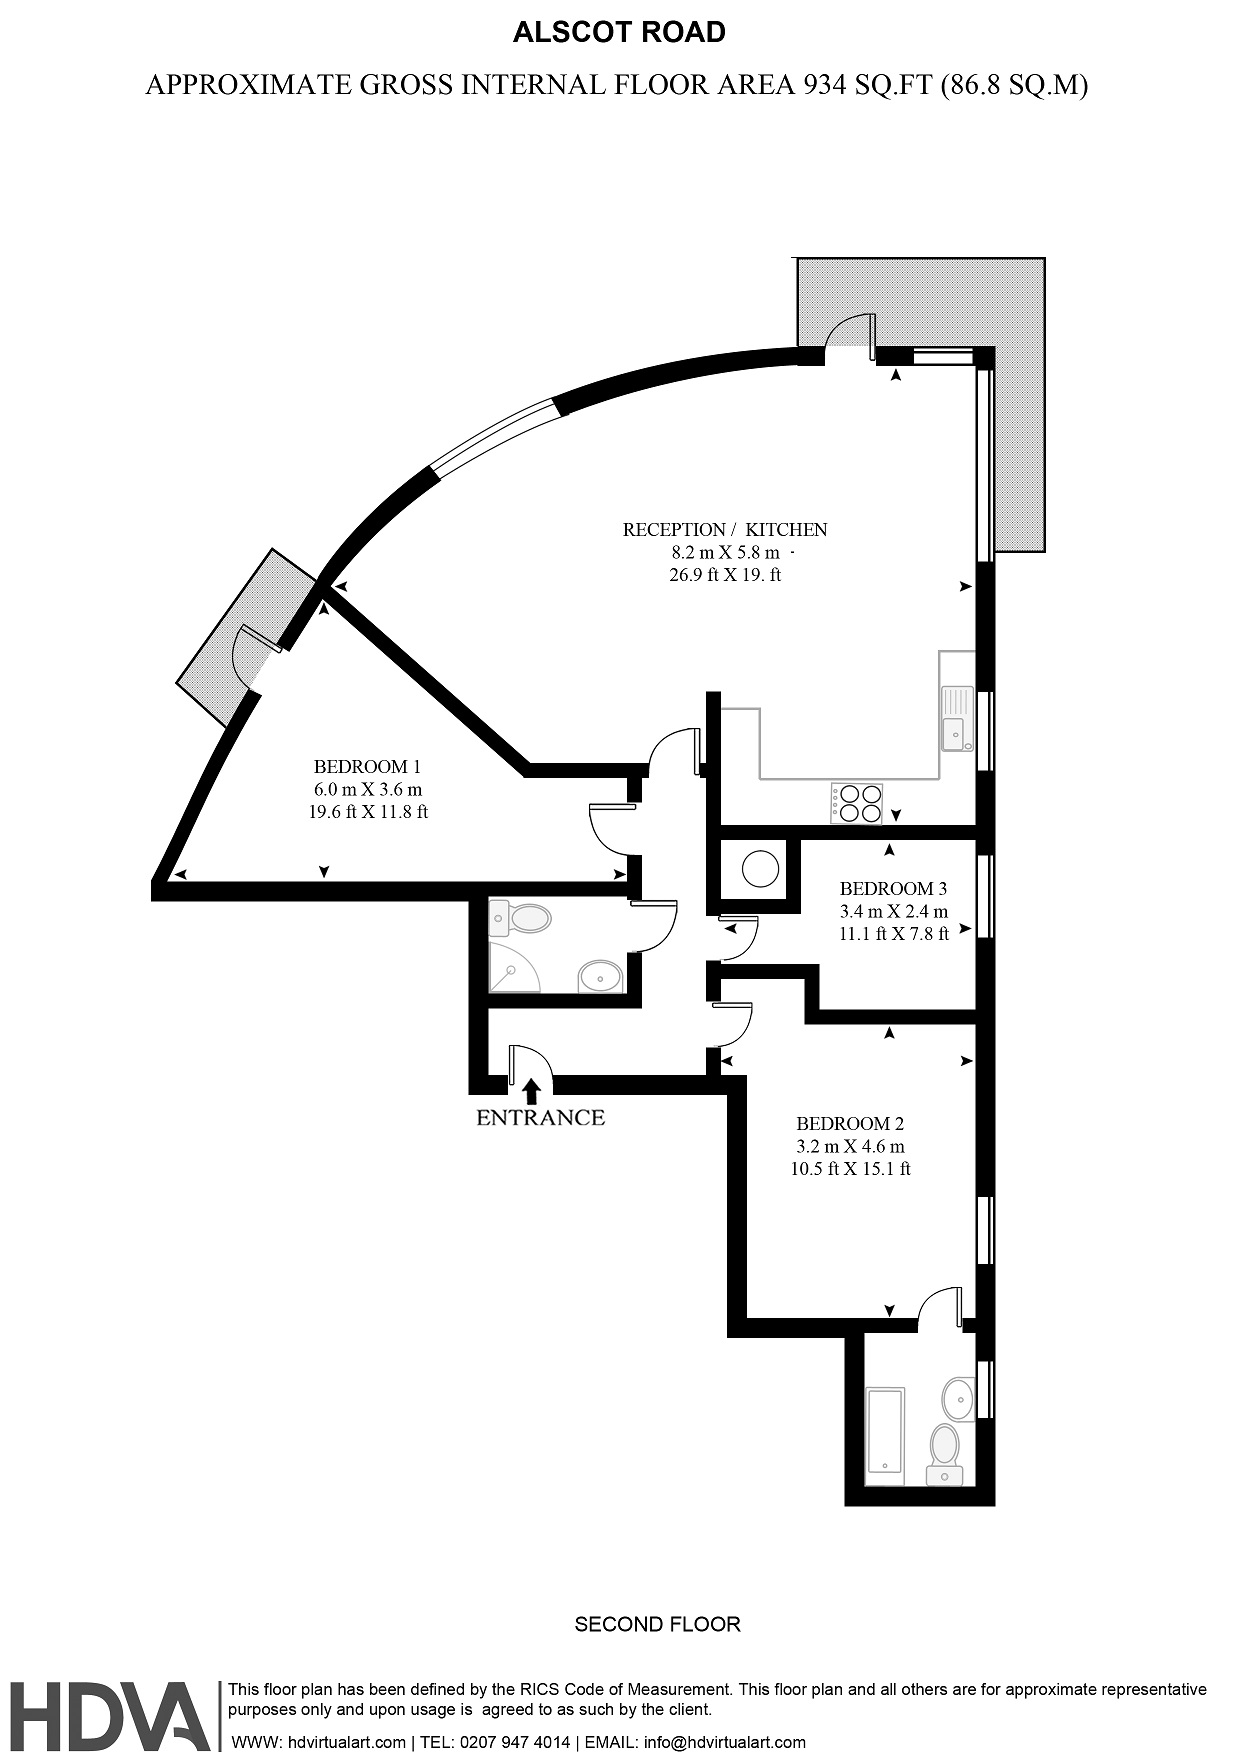 ALSCOT ROAD
APPROXIMATE GROSS INTERNAL FLOOR AREA 934 SQ.FT (86.8 SQ.M)
RECEPTION / KITCHEN
8.2 m X 5.8 m -
26.9 ft X 19. ft
BEDROOM 1
6.0 m X 3.6 m
19.6 ft X 11.8 ft
BEDROOM 3
3.4 m X 2.4 m
11.1 ft X 7.8 ft
ENTRANCE
BEDROOM 2
3.2 m X 4.6 m
10.5 ft X 15.1 ft
SECOND FLOOR
HDVA
This floor plan has been defined by the RICS Code of Measurement. This floor plan and all others are for approximate representative
purposes only and upon usage is agreed to as such by the client.
WWW: hdvirtualart.com | TEL: 0207 947 4014 | EMAIL: info@hdvirtualart.com